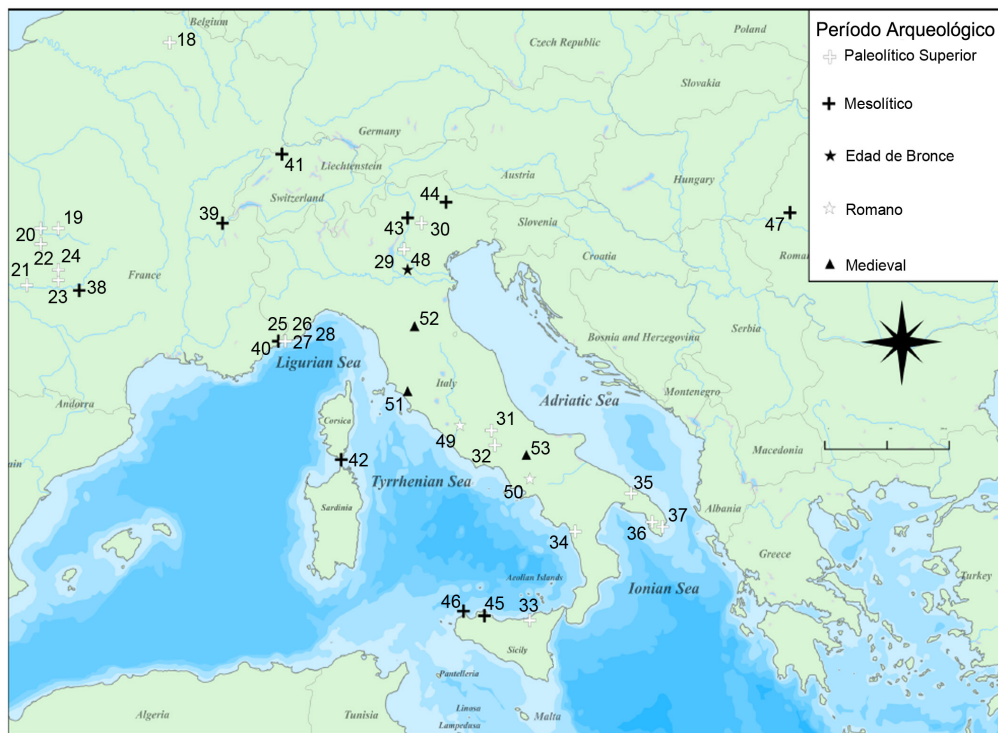 Belgium
18
Czech Republic
Poland
Slovakia
Germany
41
Liechtenstein
Austria
Hungary
Switzerland
44
39
43
30
Slovenia
47
19
20
22
21
24
23
38
France
29
48
Croatia
25 26
40 27 28
Ligurian Sea
52
Bosnia and Herzegovina
Serbia
Andorra
Italy
51
Adriatic Sea
Montenegro
Corsica
49
31
32
53
Macedonia
42
Tyrrhenian Sea
50
35
Sardinia
Albania
37
36
34
Greece
Turkey
Aeolian Islands
Ionian Sea
46
45
33
Sicily
Pantelleria
Algeria
Tunisia
Linosa
Malta
Lampedusa
Período Arqueológico
Paleolítico Superior
Mesolítico
Edad de Bronce
Romano
Medieval